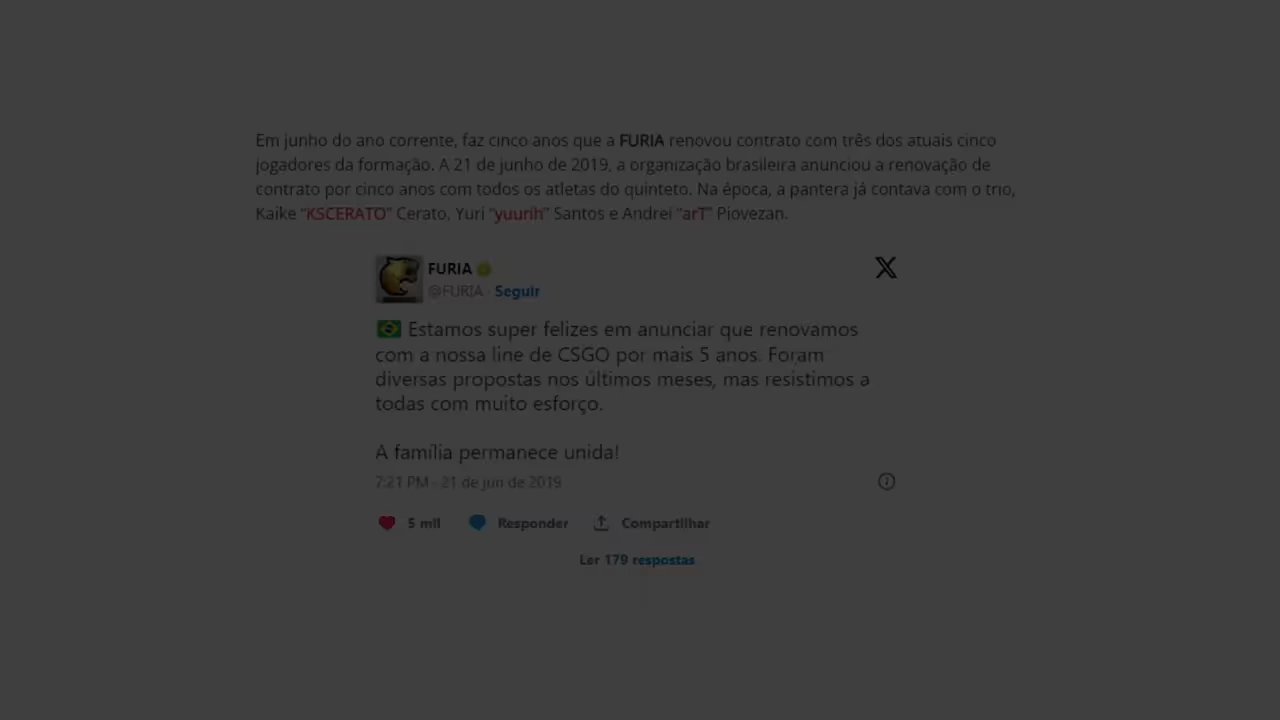 Em junho do ano corrente, faz cinco anos que a FURIA renovou contrato com três dos atuais cinco
jogadores da formação. A 21 de junho de 2019, a organização brasileira anunciou a renovação de
contrato por cinco anos com todos os atletas do quinteto. Na época, a pantera já contava com o trio,
Kaike “KSCERATO” Cerato, Yuri “yuurih” Santos e Andrei “arT” Piovezan.
FURIA
@FURIA · Seguir
Estamos super felizes em anunciar que renovamos
com a nossa line de CSGO por mais 5 anos. Foram
diversas propostas nos últimos meses, mas resistimos a
todas com muito esforço.
A família permanece unida!
7:21 PM · 21 de jun de 2019
5 mil Responder Compartilhar
Ler 179 respostas